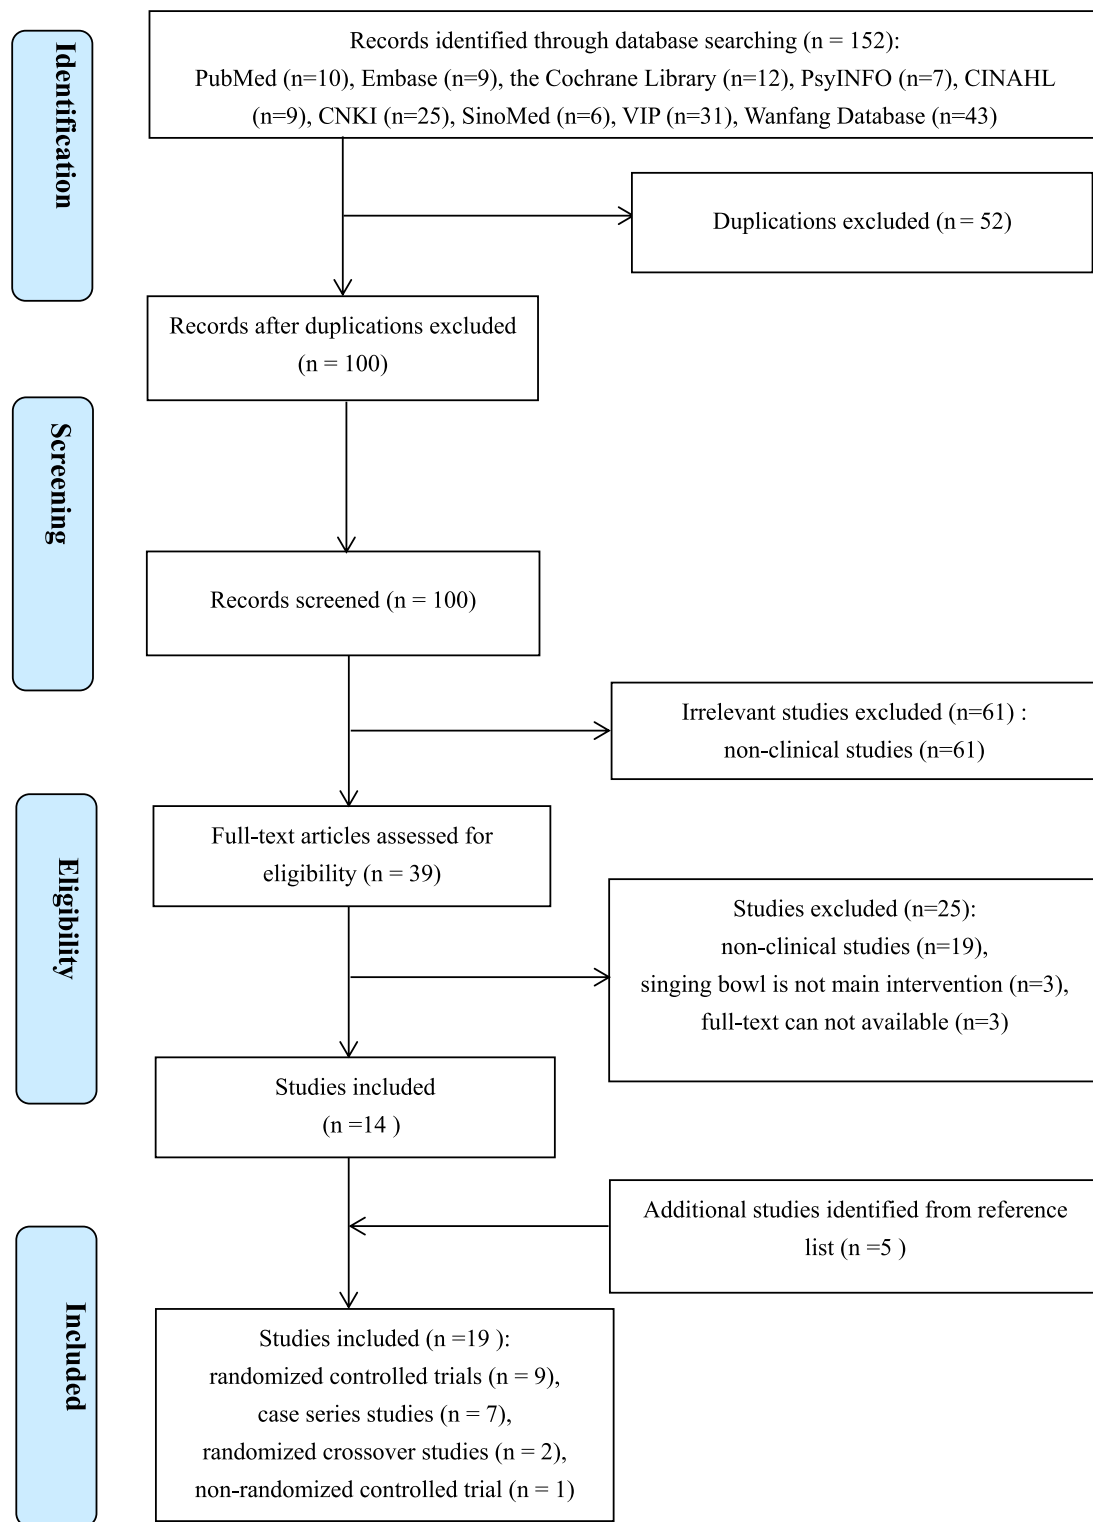 Identification
Records identified through database searching (n = 152):
PubMed (n=10), Embase (n=9), the Cochrane Library (n=12), PsyINFO (n=7), CINAHL
(n=9), CNKI (n=25), SinoMed (n=6), VIP (n=31), Wanfang Database (n=43)
Duplications excluded (n = 52)
Records after duplications excluded
(n = 100)
Screening
Records screened (n = 100)
Irrelevant studies excluded (n=61) :
non-clinical studies (n=61)
Eligibility
Full-text articles assessed for
eligibility (n = 39)
Studies excluded (n=25):
non-clinical studies (n=19),
singing bowl is not main intervention (n=3),
full-text can not available (n=3)
Studies included
(n =14 )
Additional studies identified from reference
list (n =5 )
Included
Studies included (n =19 ):
randomized controlled trials (n = 9),
case series studies (n = 7),
randomized crossover studies (n = 2),
non-randomized controlled trial (n = 1)